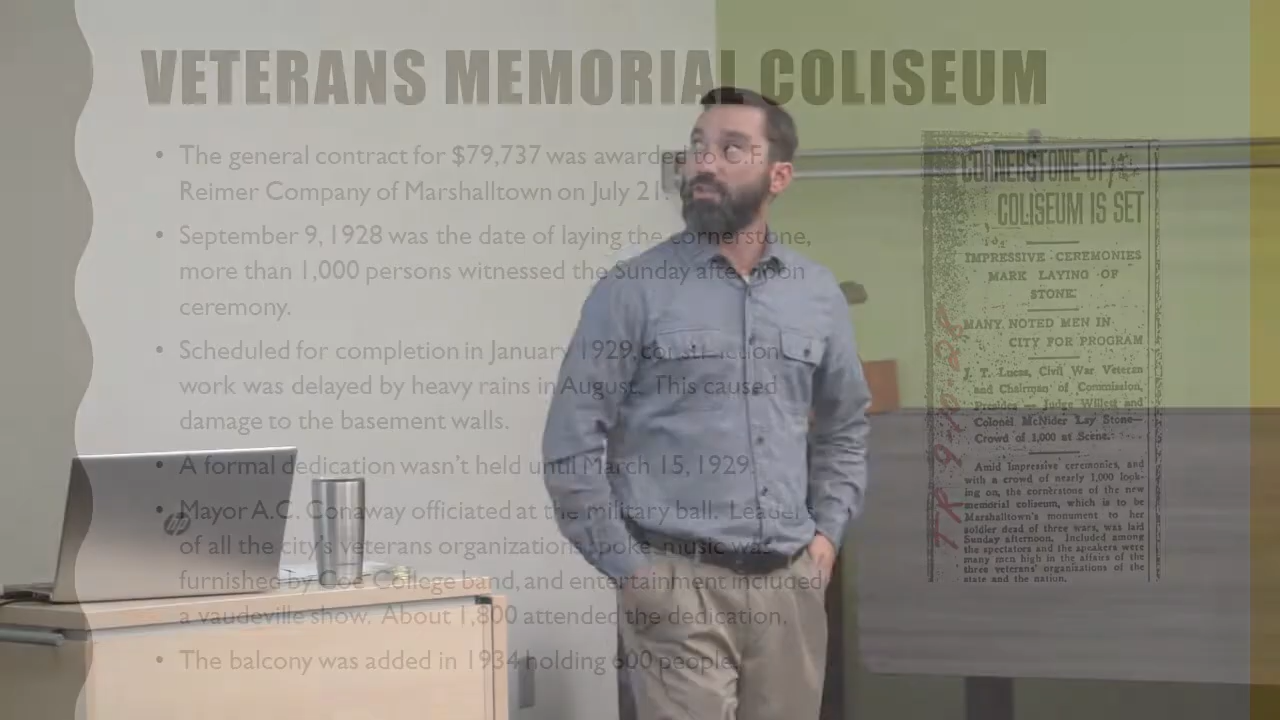 VETERANS MEMORIAL COLISEUM
• The general contract for $79,737 was awarded to C.F.
Reimer Company of Marshalltown on July 21.
• September 9, 1928 was the date of laying the cornerstone,
more than 1,000 persons witnessed the Sunday afternoon
ceremony.
• Scheduled for completion in January 1929, construction
work was delayed by heavy rains in August. This caused
damage to the basement walls.
• A formal dedication wasn't held until March 15, 1929.
• Mayor A.C. Conaway officiated at the military ball. Leaders
of all the city's veterans organizations spoke, music was
furnished by Coe College band, and entertainment included
a vaudeville show. About 1,800 attended the dedication.
• The balcony was added in 1934 holding 600 people.
CORNERSTONE OF
COLISEUM IS SET
IMPRESSIVE CEREMONIES
MARK LAYING OF
STONE.
MANY NOTED MEN IN
CITY FOR PROGRAM
J. T. Lucas, Civil War Veteran
and Chairman of Commission,
Presides — Judge Willett and
Colonel McNider Lay Stone—
Crowd of 1,000 at Scene.
Amid impressive ceremonies, and
with a crowd of nearly 1,000 look-
ing on, the cornerstone of the new
memorial coliseum, which is to be
Marshalltown's monument to her
soldier dead of three wars, was laid
Sunday afternoon. Included among
the spectators and the speakers were
many men high in the affairs of the
three veterans' organizations of the
state and the nation.
TR 9-10-28
hp